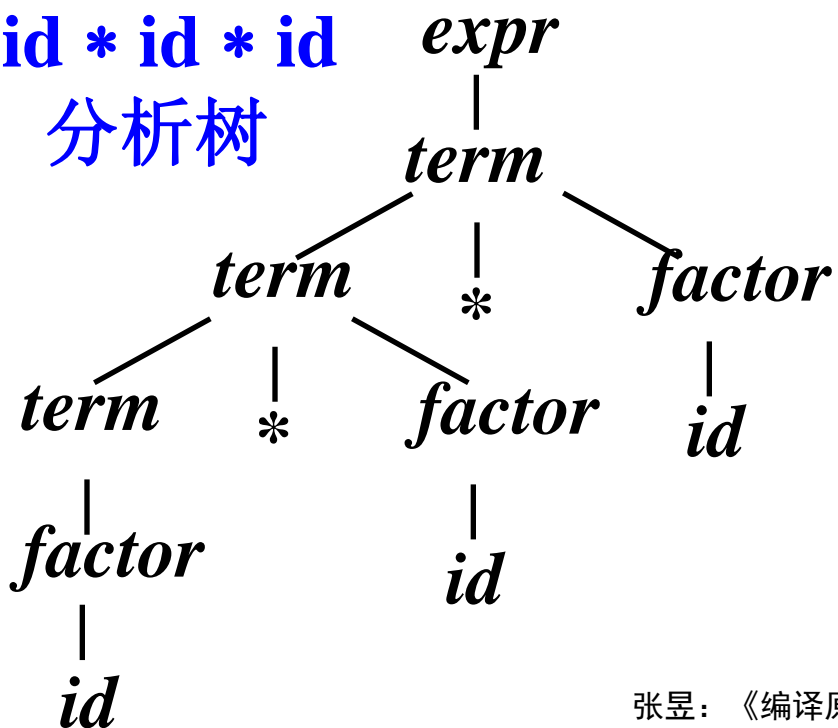 id * id * id
分析树
expr
term
term * factor
term * factor id
factor id
id
张昱：《编译原